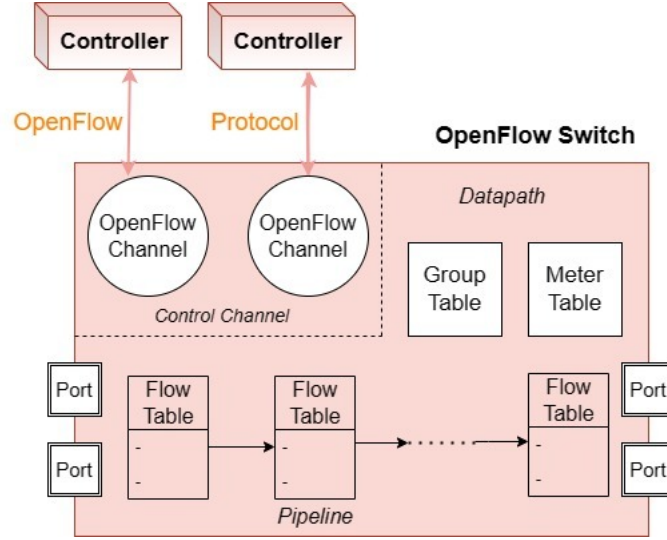 Controller
Controller
OpenFlow
Protocol
OpenFlow Switch
OpenFlow
Channel
OpenFlow
Channel
Control Channel
Datapath
Group
Table
Meter
Table
Port
Port
Flow
Table
-
-
Flow
Table
-
-
Flow
Table
-
-
Port
Port
Pipeline